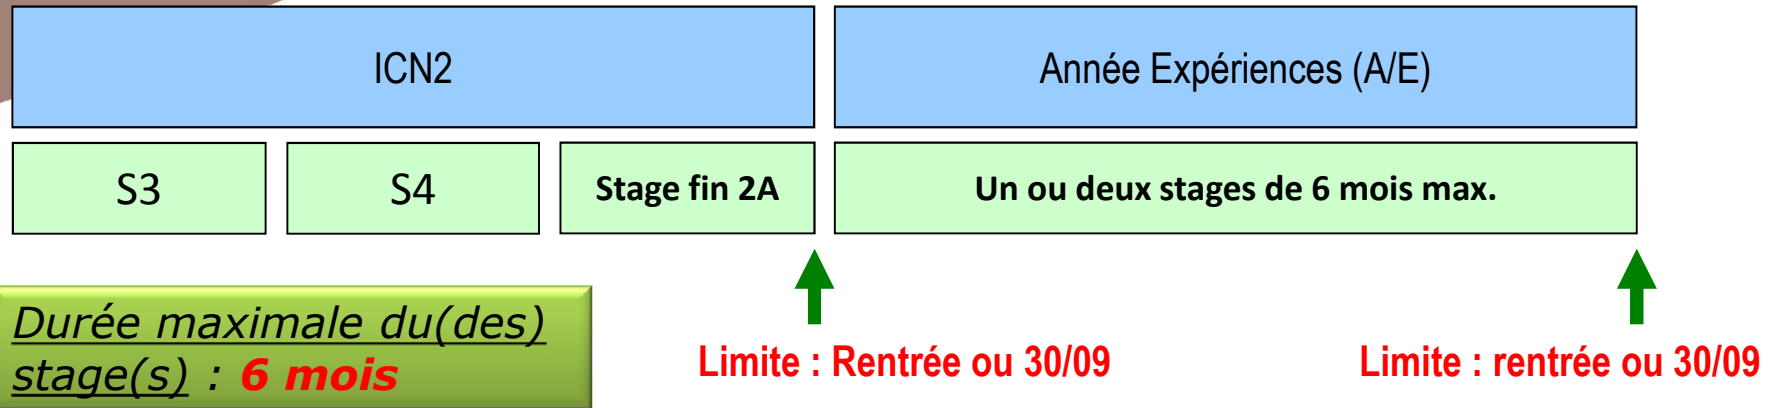 ICN2
Année Expériences (A/E)
S3
S4
Stage fin 2A
Un ou deux stages de 6 mois max.
Durée maximale du(des)
stage(s) : 6 mois
Limite : Rentrée ou 30/09
Limite : rentrée ou 30/09